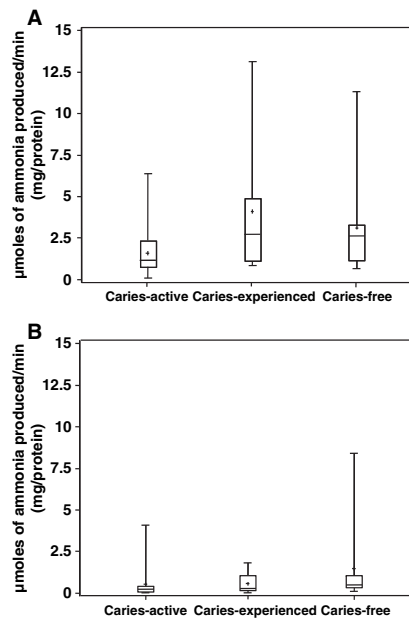 A
µmoles of ammonia produced/min
(mg/protein)
15
12.5
10
7.5
5
2.5
0
Caries-active Caries-experienced Caries-free
B
µmoles of ammonia produced/min
(mg/protein)
15
12.5
10
7.5
5
2.5
0
Caries-active Caries-experienced Caries-free